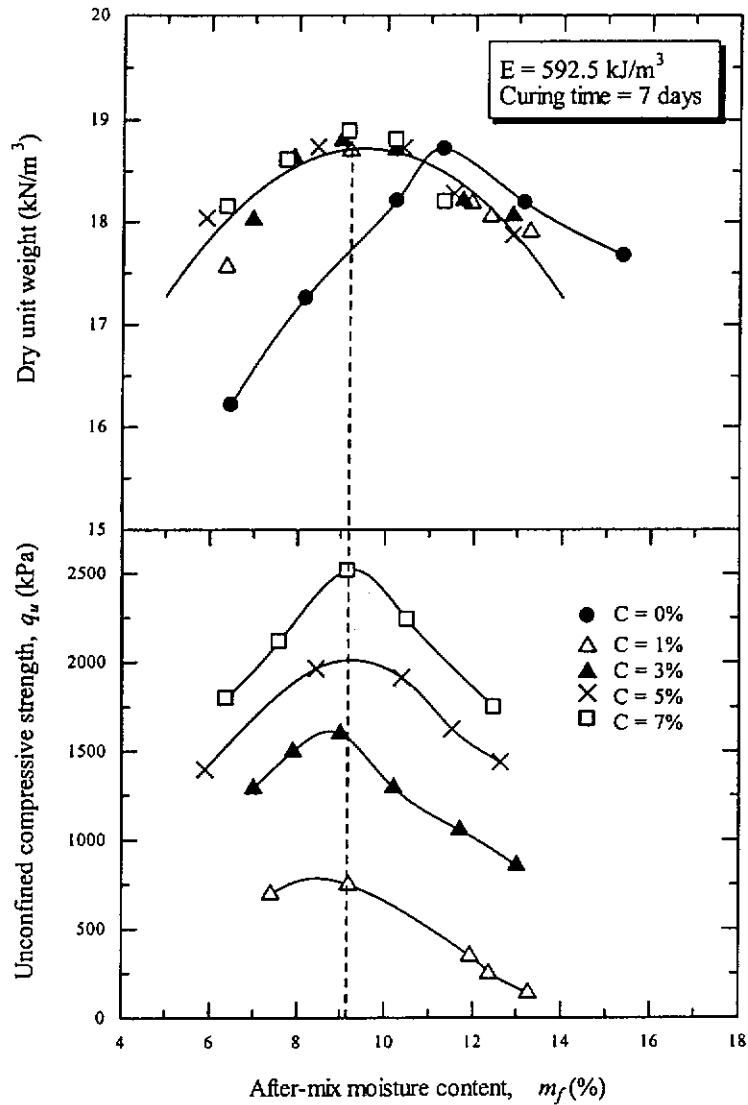 E = 592.5 kJ/m³
Curing time = 7 days
Dry unit weight (kN/m³)
20
19
18
17
16
15
Unconfined compressive strength, q_u (kPa)
2500
2000
1500
1000
500
0
C = 0%
C = 1%
C = 3%
C = 5%
C = 7%
4 6 8 10 12 14 16 18
After-mix moisture content, m_f (%)